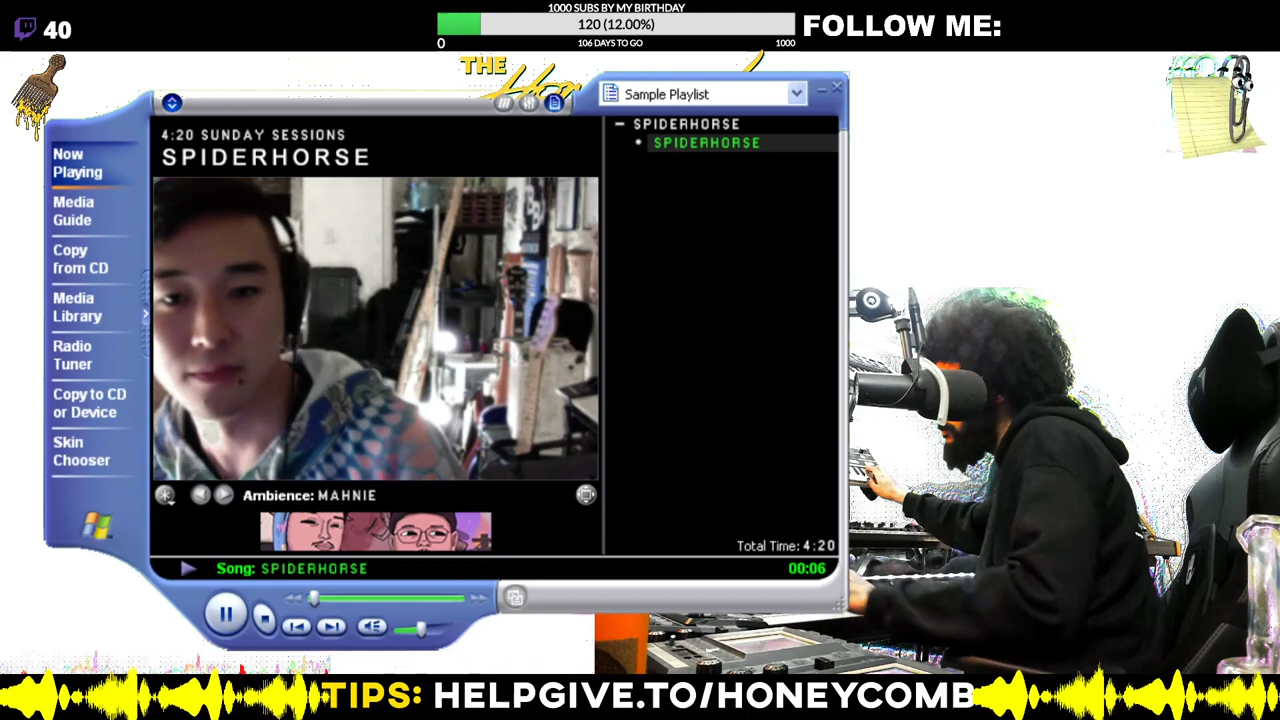 40
1000 SUBS BY MY BIRTHDAY
120 (12.00%)
0
106 DAYS TO GO
1000
FOLLOW ME:
THE
Sample Playlist
4:20 SUNDAY SESSIONS
SPIDERHORSE
SPIDERHORSE
SPIDERHORSE
Now
Playing
Media
Guide
Copy
from CD
Media
Library
Radio
Tuner
Copy to CD
or Device
Skin
Chooser
Ambience: MAHNIE
Total Time: 4:20
Song: SPIDERHORSE
00:06
TIPS: HELPGIVE.TO/HONEYCOMB